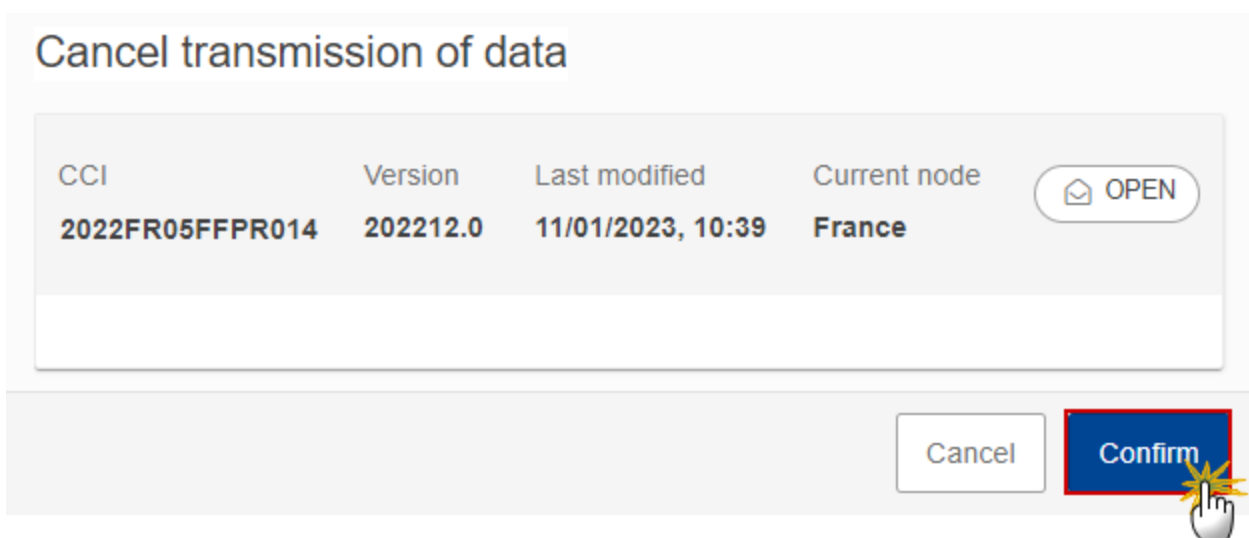 Cancel transmission of data
CCI Version Last modified Current node OPEN
2022FR05FFPR014 202212.0 11/01/2023, 10:39 France
Cancel Confirm